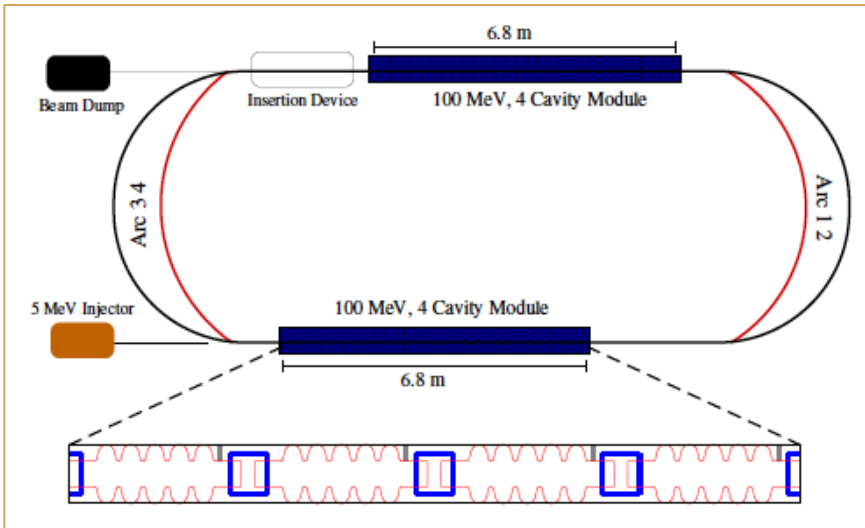 6.8 m
Beam Dump
Insertion Device
100 MeV, 4 Cavity Module
Arc 3 4
Arc 1 2
5 MeV Injector
100 MeV, 4 Cavity Module
6.8 m